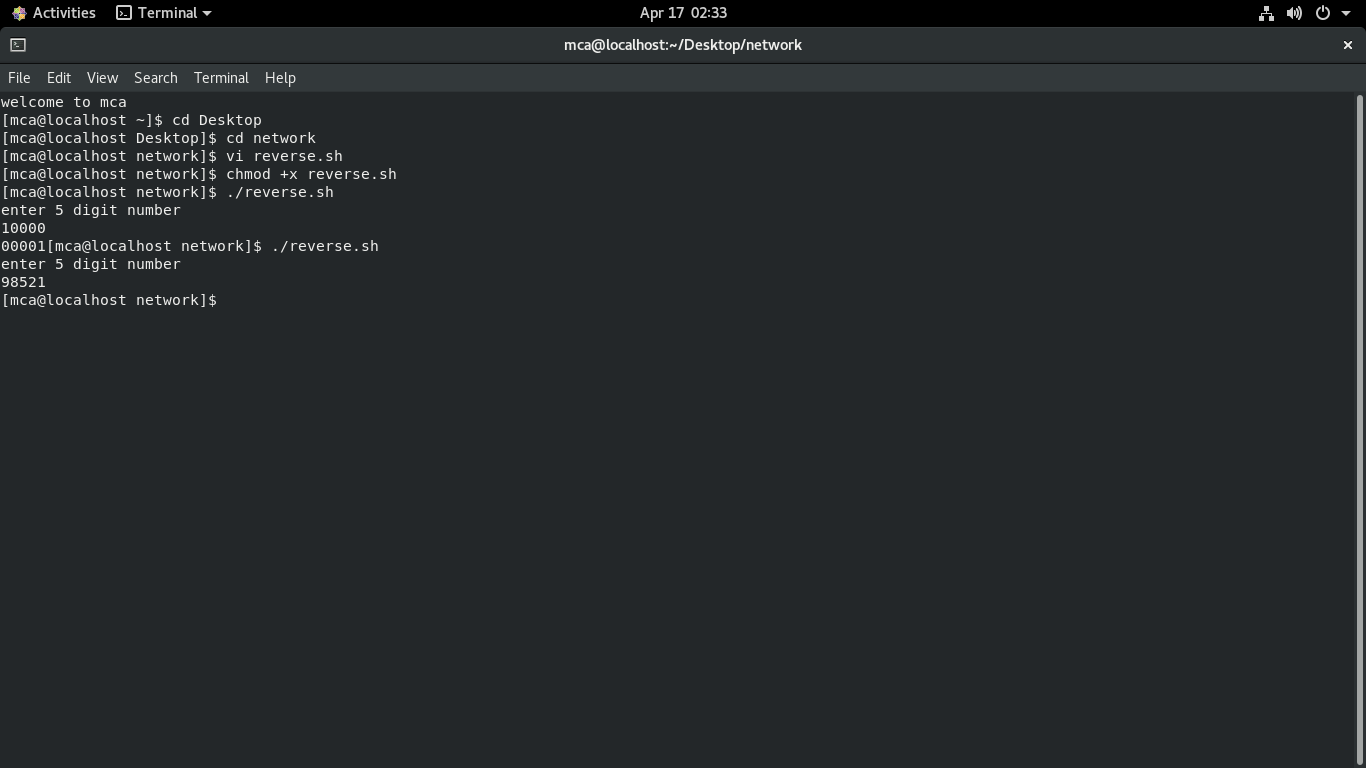 Activities Terminal Apr 17 02:33
mca@localhost:~/Desktop/network
File Edit View Search Terminal Help
welcome to mca
[mca@localhost ~]$ cd Desktop
[mca@localhost Desktop]$ cd network
[mca@localhost network]$ vi reverse.sh
[mca@localhost network]$ chmod +x reverse.sh
[mca@localhost network]$ ./reverse.sh
enter 5 digit number
10000
00001[mca@localhost network]$ ./reverse.sh
enter 5 digit number
98521
[mca@localhost network]$